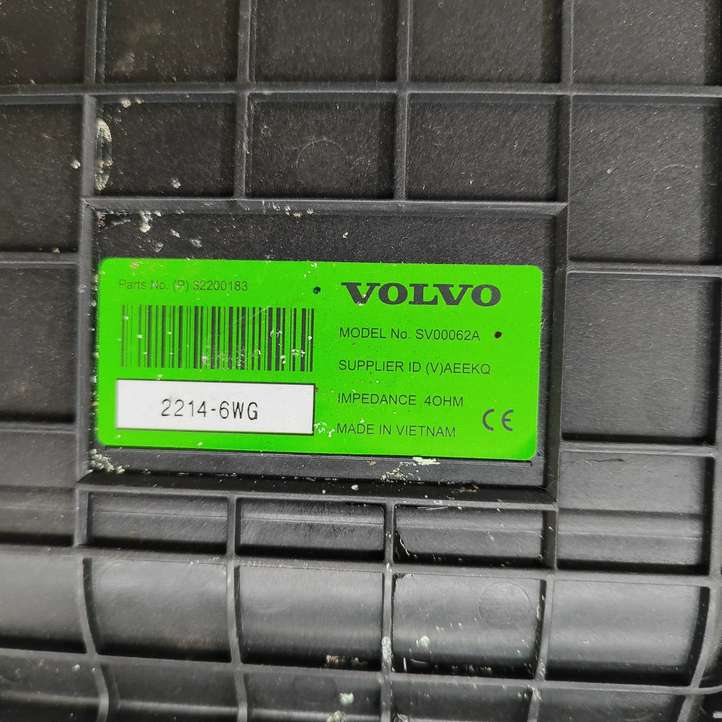 Parts No. (P) 32200183
2214-6WG
VOLVO
MODEL No. SV00062A
SUPPLIER ID (V)AEEKQ
IMPEDANCE 4OHM
MADE IN VIETNAM
CE